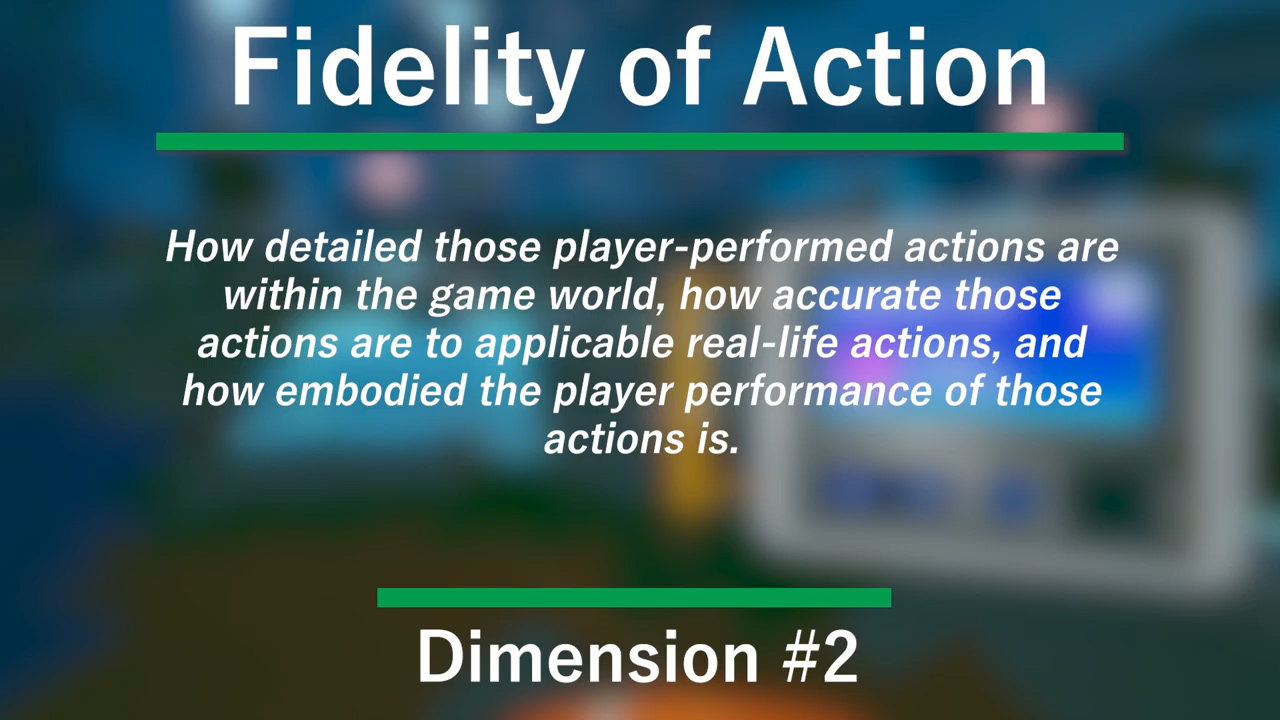 Fidelity of Action
How detailed those player-performed actions are
within the game world, how accurate those
actions are to applicable real-life actions, and
how embodied the player performance of those
actions is.
Dimension #2